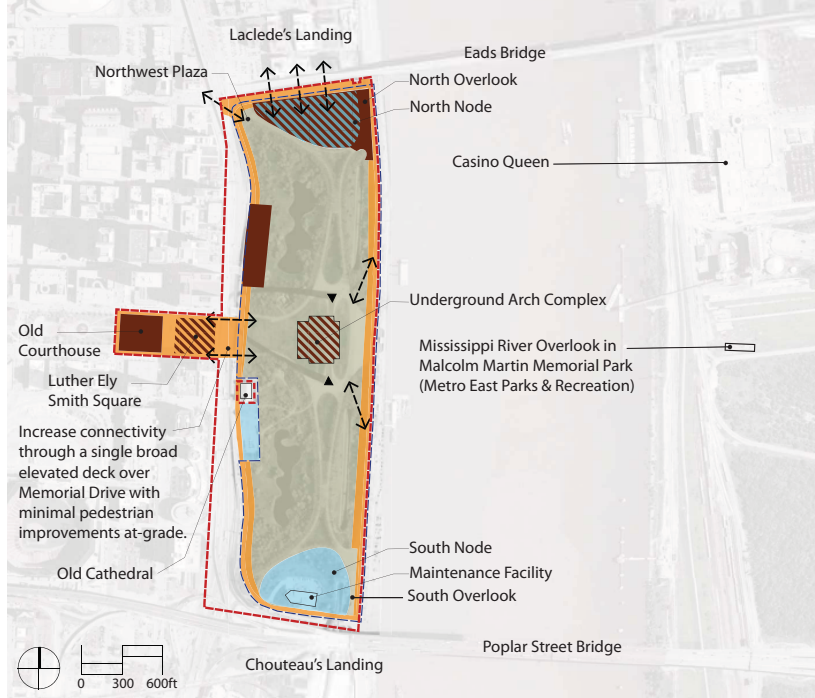 Laclede's Landing
Eads Bridge
Northwest Plaza
North Overlook
North Node
Casino Queen
Underground Arch Complex
Old
Courthouse
Mississippi River Overlook in
Malcolm Martin Memorial Park
(Metro East Parks & Recreation)
Luther Ely
Smith Square
Increase connectivity
through a single broad
elevated deck over
Memorial Drive with
minimal pedestrian
improvements at-grade.
Old Cathedral
South Node
Maintenance Facility
South Overlook
Poplar Street Bridge
Chouteau's Landing
0 300 600ft